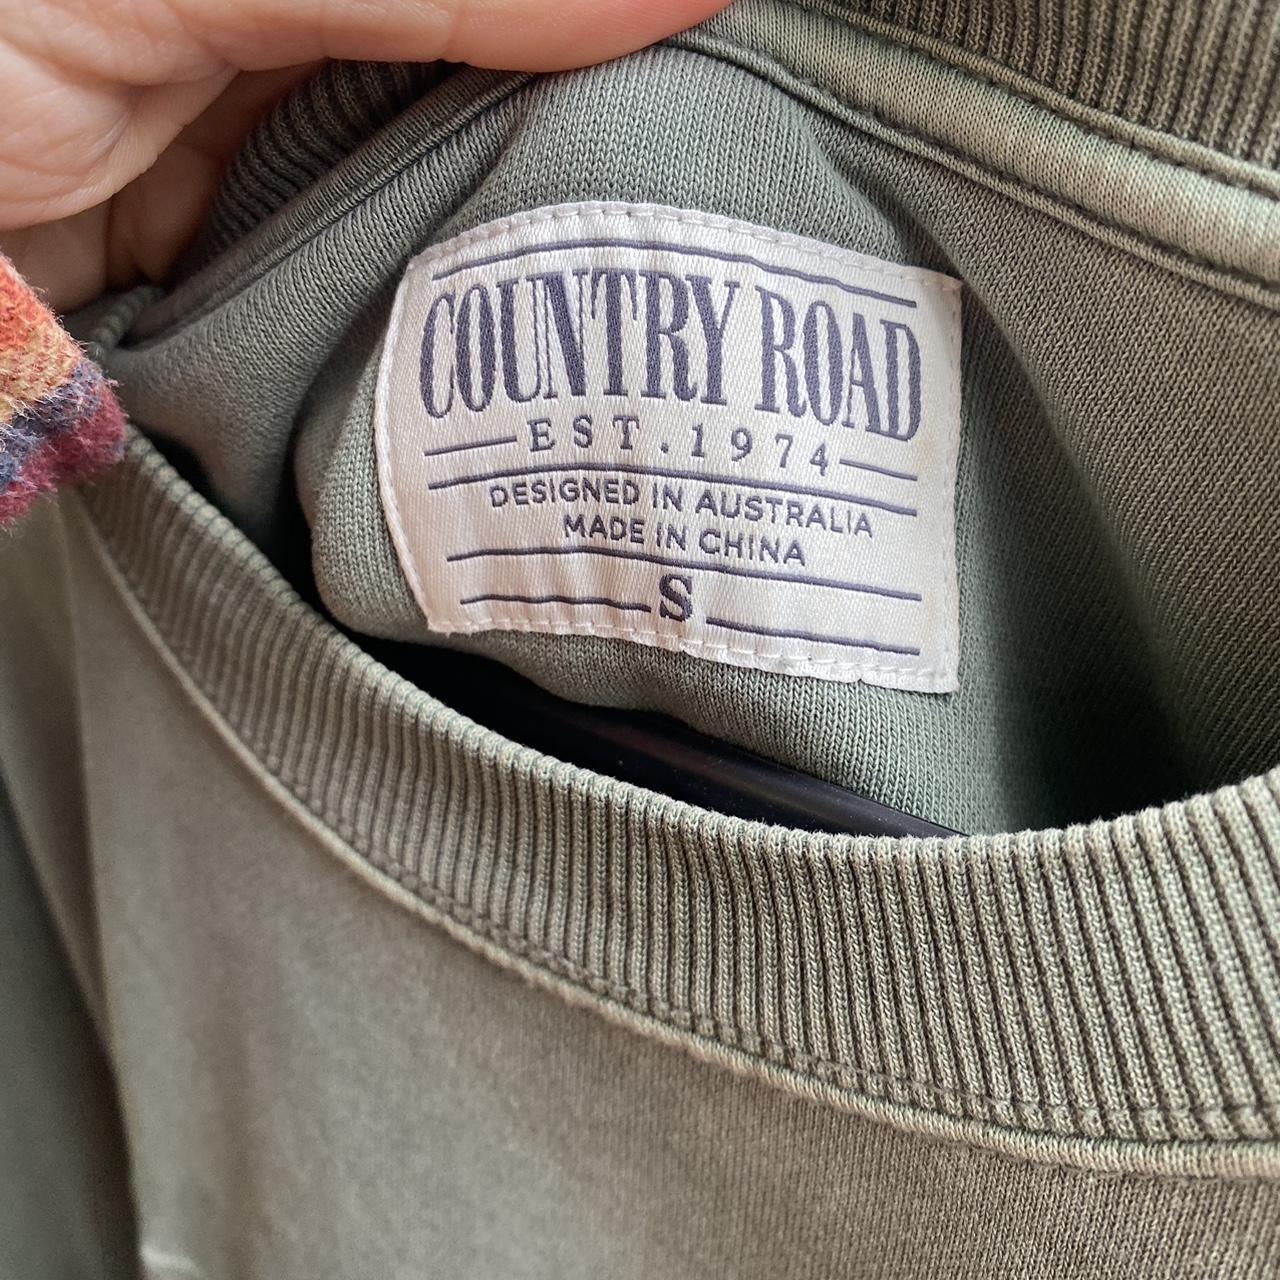 COUNTRY ROAD
EST.1974
DESIGNED IN AUSTRALIA
MADE IN CHINA
S